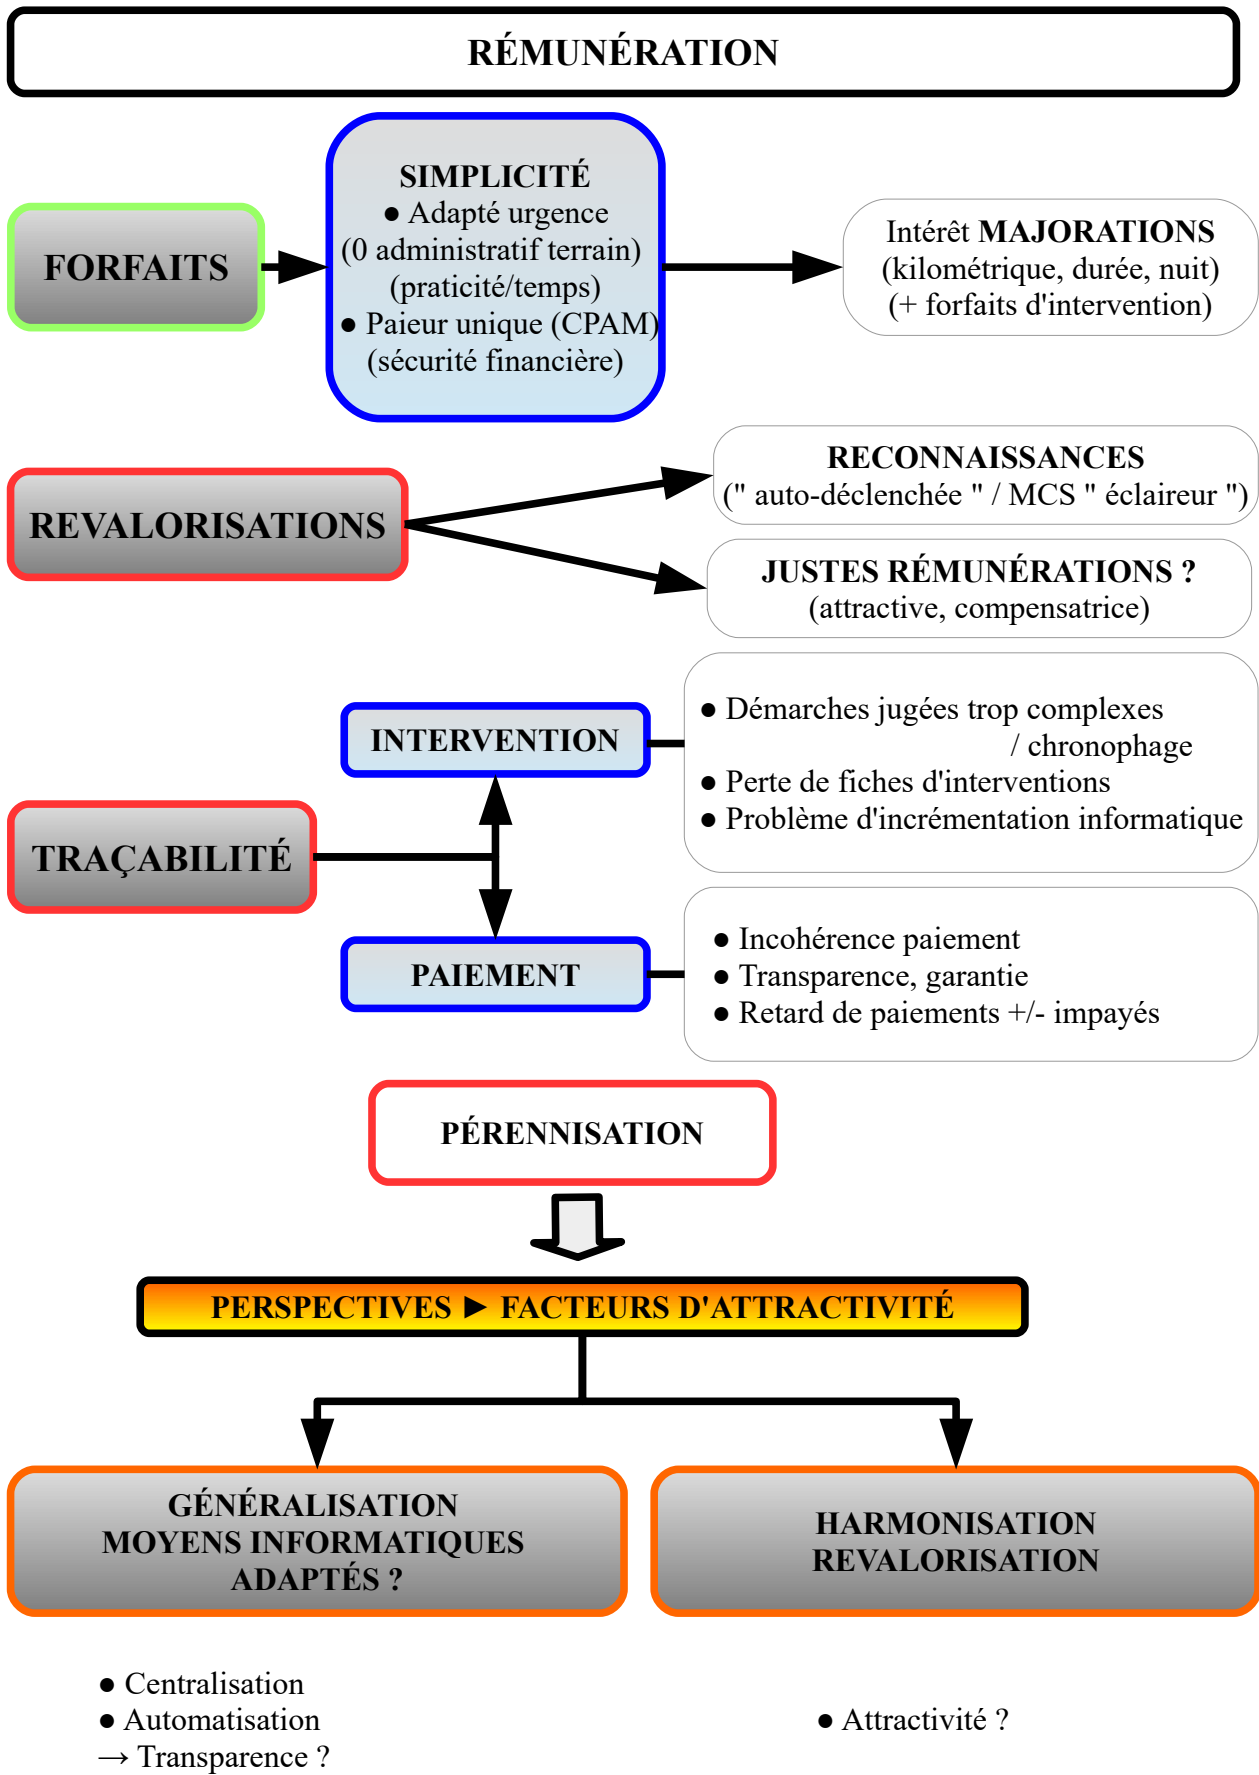 RÉMUNÉRATION
FORFAITS
SIMPLICITÉ
● Adapté urgence
(0 administratif terrain)
(praticité/temps)
● Paieur unique (CPAM)
(sécurité financière)
Intérêt MAJORATIONS
(kilométrique, durée, nuit)
(+ forfaits d'intervention)
REVALORISATIONS
RECONNAISSANCES
(" auto-déclenchée " / MCS " éclaireur ")
JUSTES RÉMUNÉRATIONS ?
(attractive, compensatrice)
TRAÇABILITÉ
INTERVENTION
● Démarches jugées trop complexes
/ chronophage
● Perte de fiches d'interventions
● Problème d'incrémentation informatique
PAIEMENT
● Incohérence paiement
● Transparence, garantie
● Retard de paiements +/- impayés
PÉRENNISATION
PERSPECTIVES ► FACTEURS D'ATTRACTIVITÉ
GÉNÉRALISATION
MOYENS INFORMATIQUES
ADAPTÉS ?
HARMONISATION
REVALORISATION
● Centralisation
● Automatisation
→ Transparence ?
● Attractivité ?